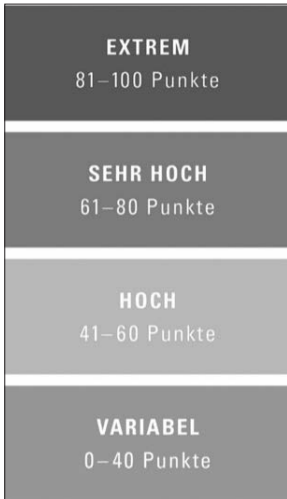 EXTREM
81–100 Punkte
SEHR HOCH
61–80 Punkte
HOCH
41–60 Punkte
VARIABEL
0–40 Punkte